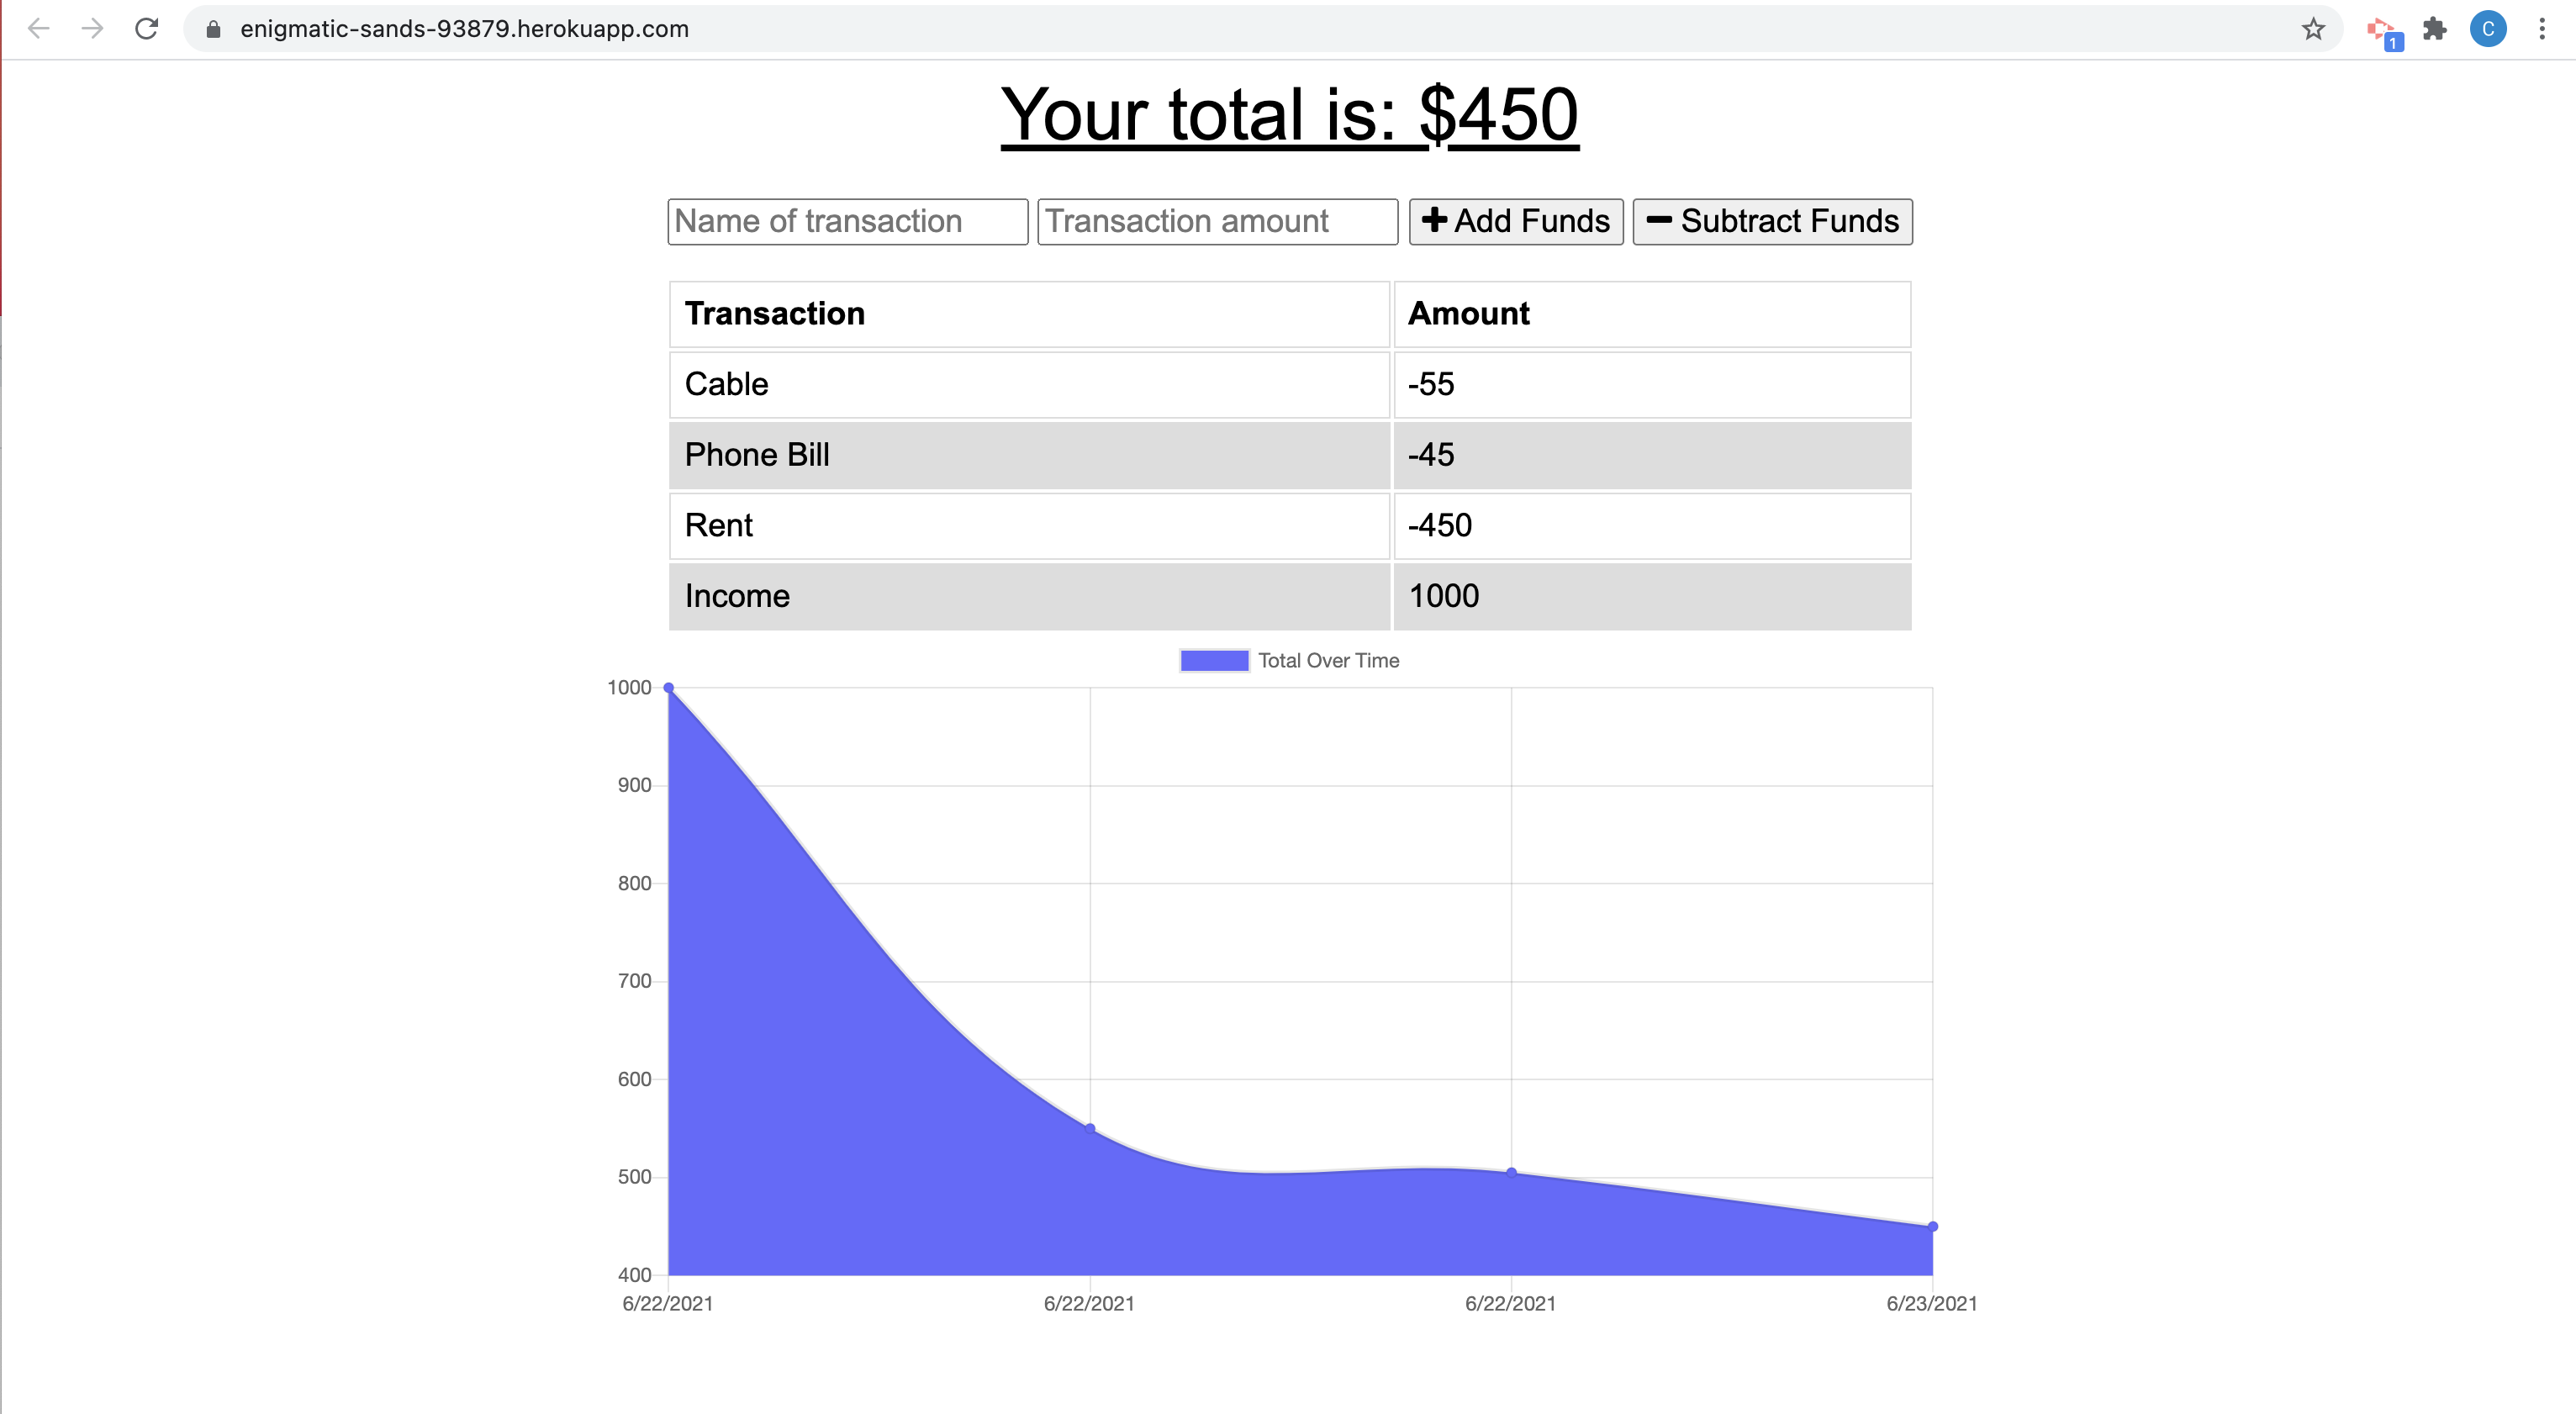 enigmatic-sands-93879.herokuapp.com
1
C
Your total is: $450
Name of transaction Transaction amount Add Funds Subtract Funds
Transaction Amount
Cable -55
Phone Bill -45
Rent -450
Income 1000
Total Over Time
1000
900
800
700
600
500
400
6/22/2021 6/22/2021 6/22/2021 6/23/2021